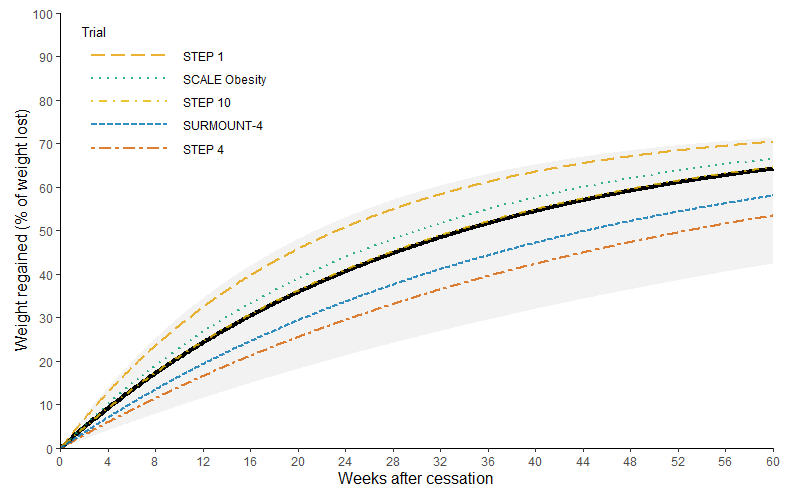 Trial
STEP 1
SCALE Obesity
STEP 10
SURMOUNT-4
STEP 4
Weight regained (% of weight lost)
100
90
80
70
60
50
40
30
20
10
0
0 4 8 12 16 20 24 28 32 36 40 44 48 52 56 60
Weeks after cessation